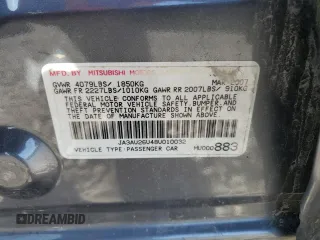 MFD BY MITSUBISHI MOTORS
GVWR 4079LBS/ 1850KG MAR 2007
GAWR FR 2227LBS/1010KG GAWR RR 2007LBS/ 910KG
THIS VEHICLE CONFORMS TO ALL APPLICABLE
FEDERAL MOTOR VEHICLE SAFETY,BUMPER,AND
THEFT PREVENTION STANDARDS IN EFFECT ON
THE DATE OF MANUFACTURE SHOWN ABOVE.
JA3AU26U48U010032
VEHICLE TYPE:PASSENGER CAR MU000883
DREAMBID